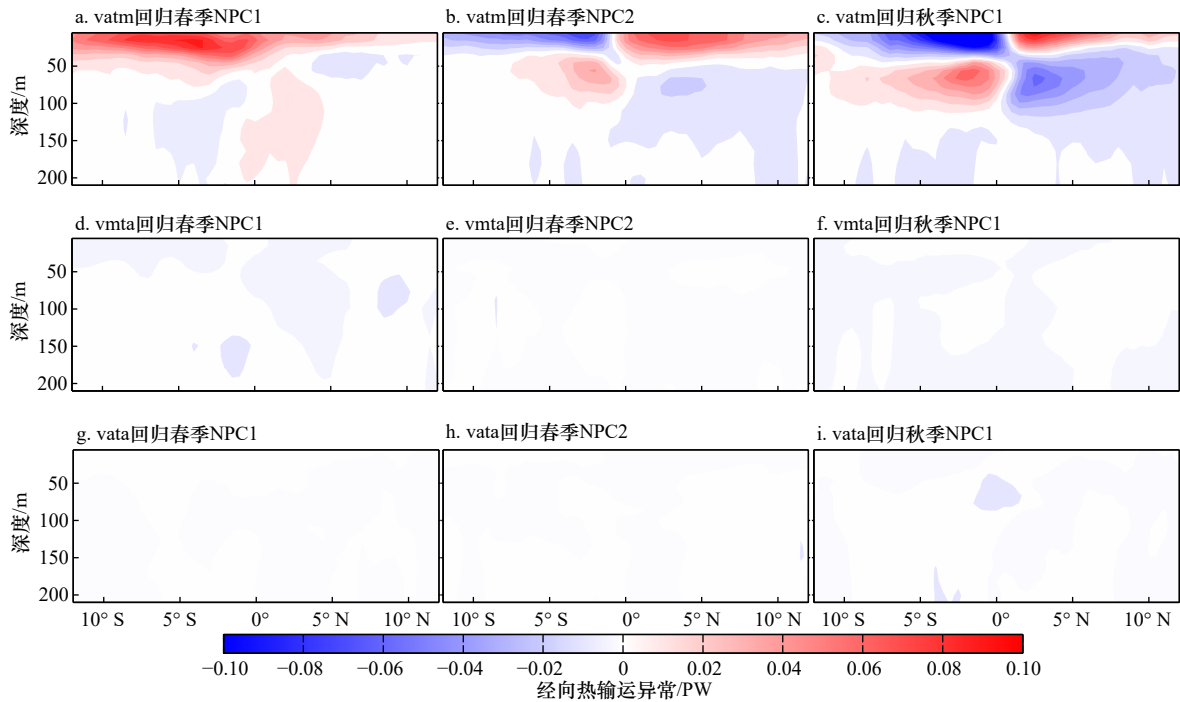 a. vatm回归春季NPC1
b. vatm回归春季NPC2
c. vatm回归秋季NPC1
深度/m
50
100
150
200
d. vmta回归春季NPC1
e. vmta回归春季NPC2
f. vmta回归秋季NPC1
深度/m
50
100
150
200
g. vata回归春季NPC1
h. vata回归春季NPC2
i. vata回归秋季NPC1
深度/m
50
100
150
200
10° S 5° S 0° 5° N 10° N 10° S 5° S 0° 5° N 10° N 10° S 5° S 0° 5° N 10° N
−0.10 −0.08 −0.06 −0.04 −0.02 0 0.02 0.04 0.06 0.08 0.10
经向热输运异常/PW